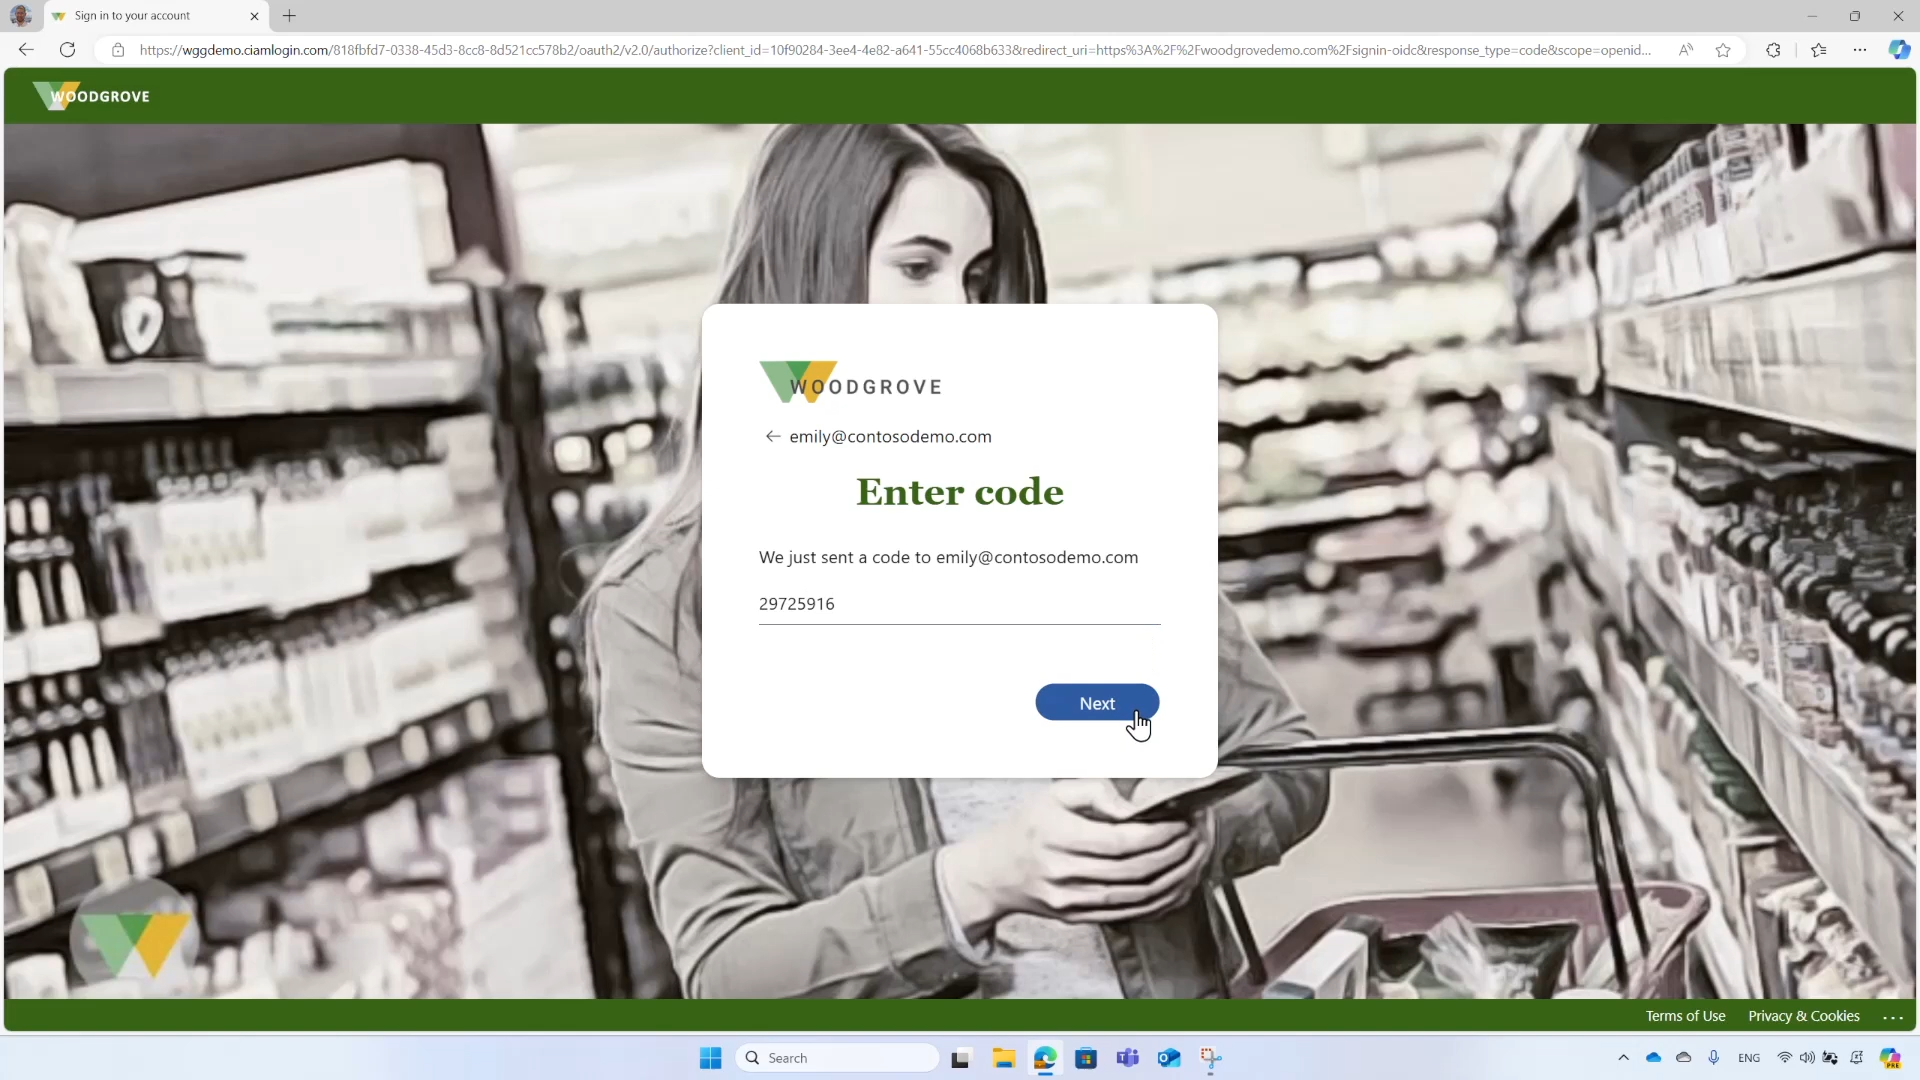 Sign in to your account
https://wggdemo.ciamlogin.com/818fbfd7-0338-45d3-8cc8-8d521cc578b2/oauth2/v2.0/authorize?client_id=10f90284-3ee4-4e82-a641-55cc4068b633&redirect_uri=https%3A%2F%2Fwoodgrovedemo.com%2Fsignin-oidc&response_type=code&scope=openid...
WOODGROVE
WOODGROVE
emily@contosodemo.com
Enter code
We just sent a code to emily@contosodemo.com
29725916
Next
Terms of Use Privacy & Cookies ...
Search
ENG
PRE